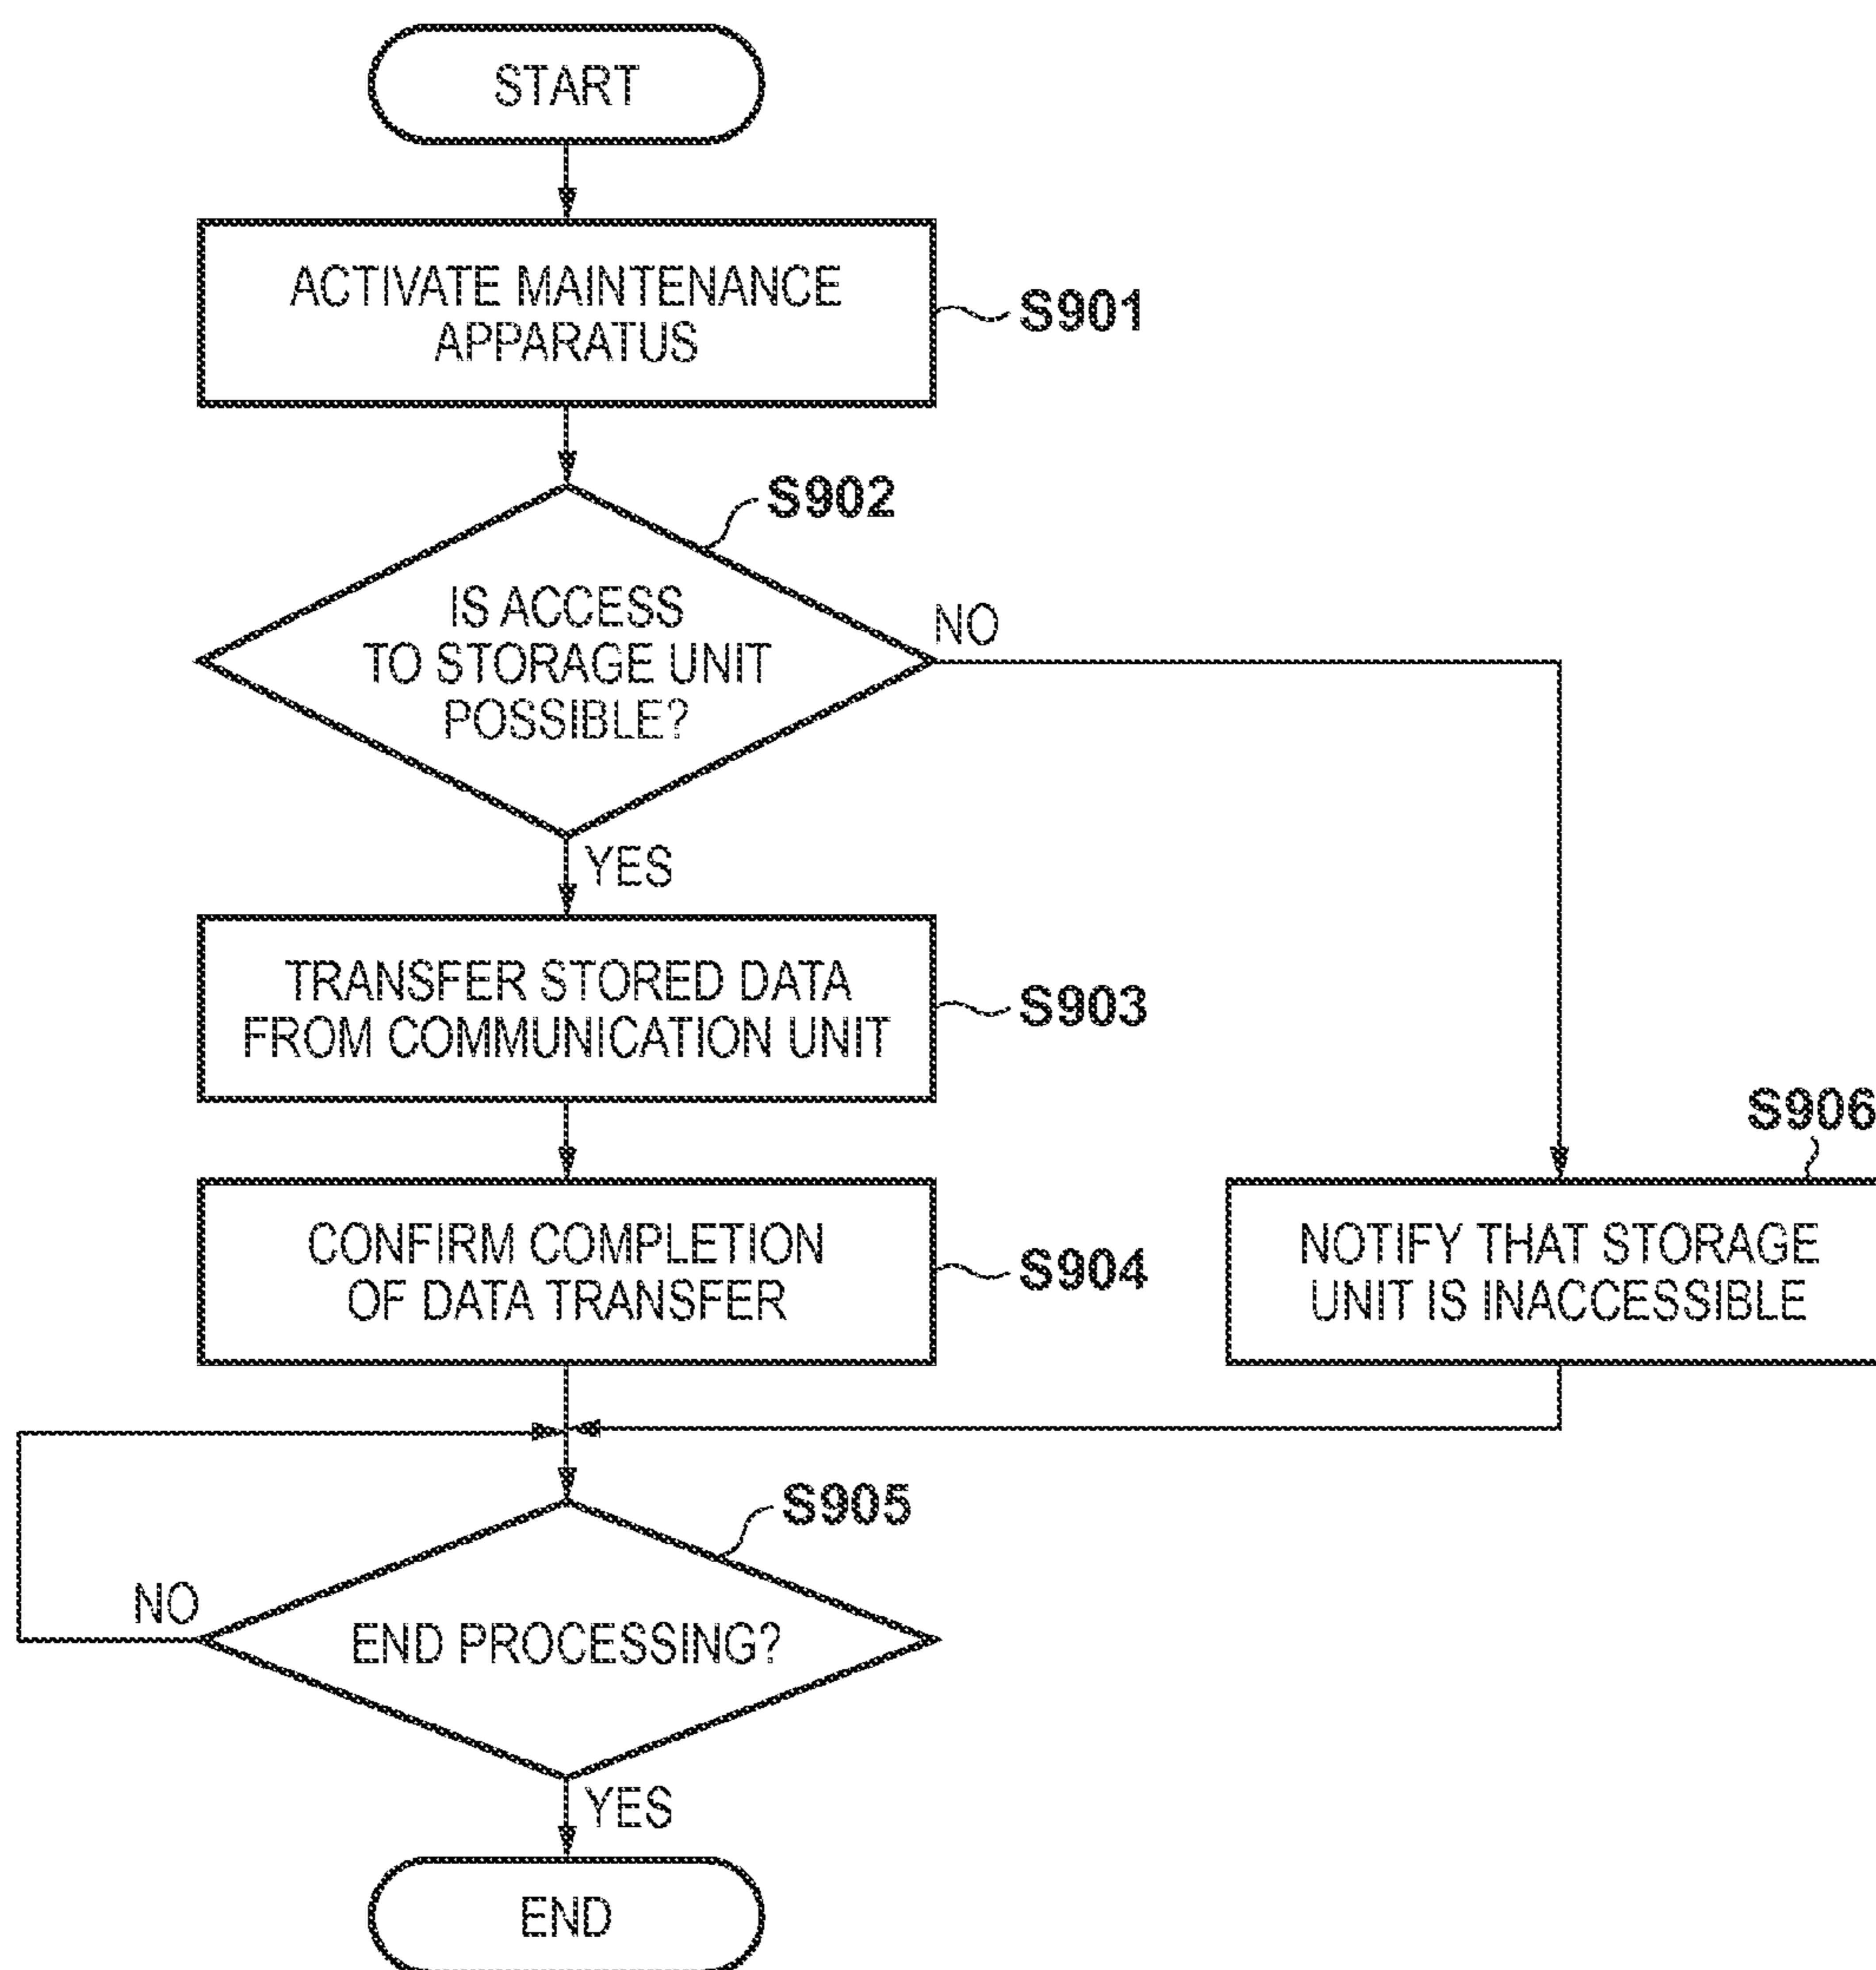 START
ACTIVATE MAINTENANCE
APPARATUS
S901
S902
IS ACCESS
TO STORAGE UNIT
POSSIBLE?
NO
YES
TRANSFER STORED DATA
FROM COMMUNICATION UNIT
S903
S906
CONFIRM COMPLETION
OF DATA TRANSFER
S904
NOTIFY THAT STORAGE
UNIT IS INACCESSIBLE
S905
NO
END PROCESSING?
YES
END